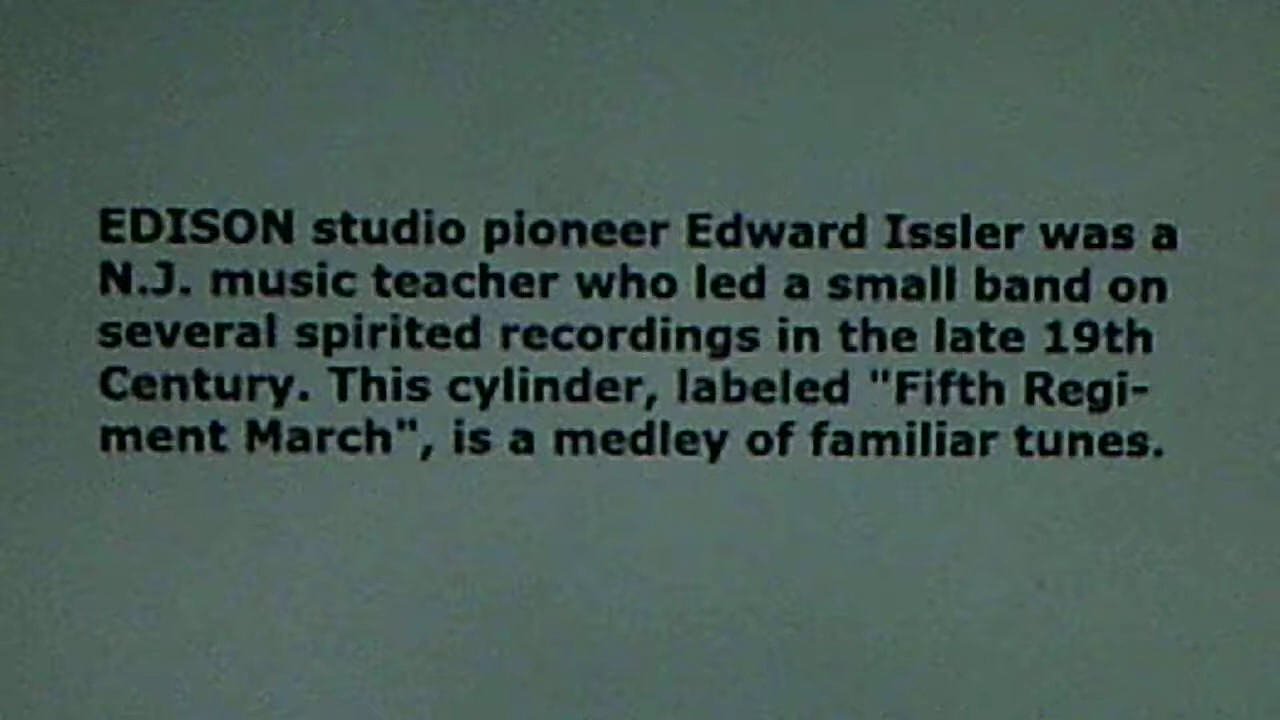 EDISON studio pioneer Edward Issler was a
N.J. music teacher who led a small band on
several spirited recordings in the late 19th
Century. This cylinder, labeled "Fifth Regi-
ment March", is a medley of familiar tunes.